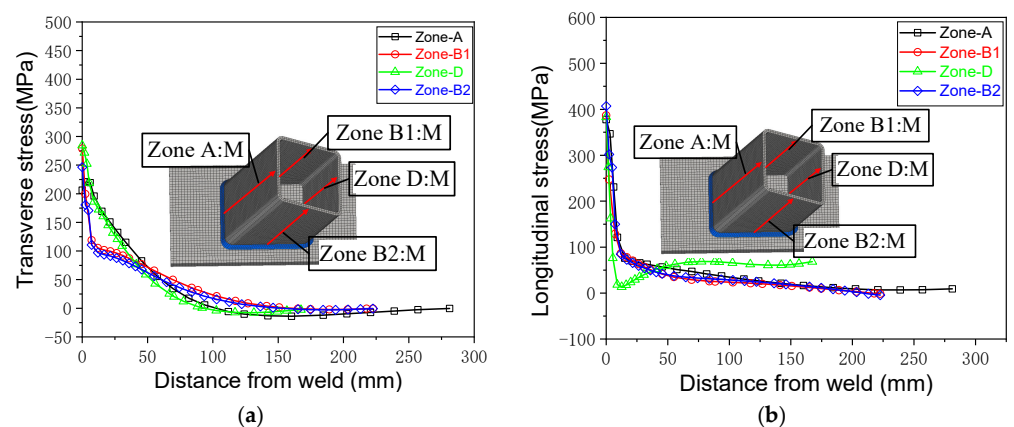 500
450
400
350
300
250
200
150
100
50
0
−50
Transverse stress(MPa)
0
50
100
150
200
250
300
Distance from weld (mm)
Zone-A
Zone-B1
Zone-D
Zone-B2
Zone A:M
Zone B1:M
Zone D:M
Zone B2:M
(a)
600
500
400
300
200
100
0
−100
Longitudinal stress(MPa)
0
50
100
150
200
250
300
Distance from weld (mm)
Zone-A
Zone-B1
Zone-D
Zone-B2
Zone A:M
Zone B1:M
Zone D:M
Zone B2:M
(b)